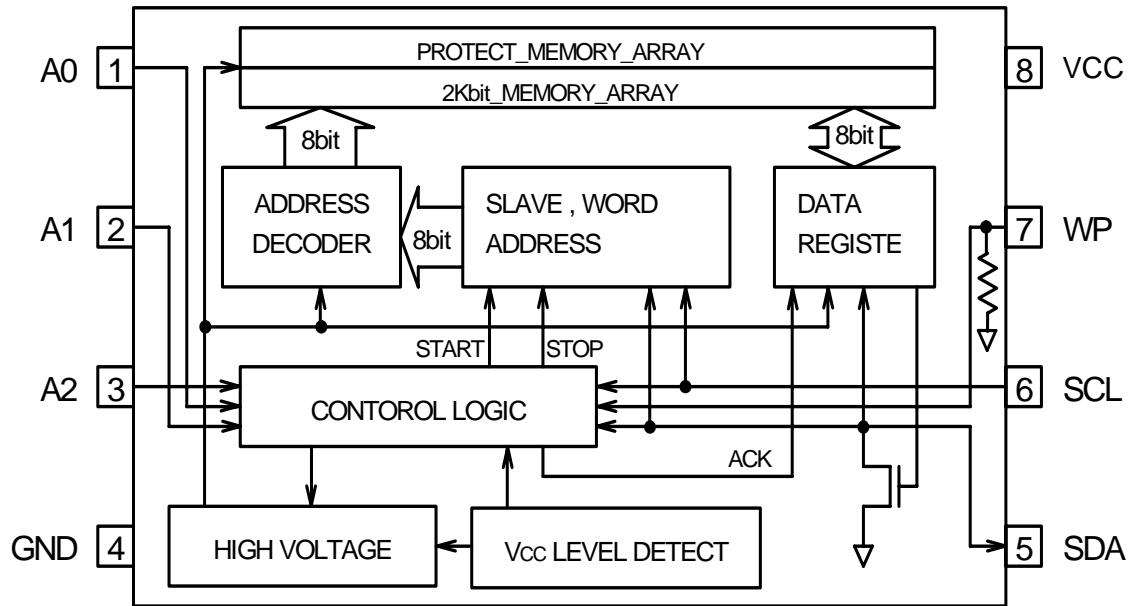 PROTECT_MEMORY_ARRAY
A0 1
8 VCC
2Kbit_MEMORY_ARRAY
8bit
8bit
ADDRESS
DECODER
8bit
SLAVE , WORD
ADDRESS
DATA
REGISTE
A1 2
7 WP
START
STOP
A2 3
6 SCL
CONTOROL LOGIC
ACK
GND 4
HIGH VOLTAGE
VCC LEVEL DETECT
5 SDA